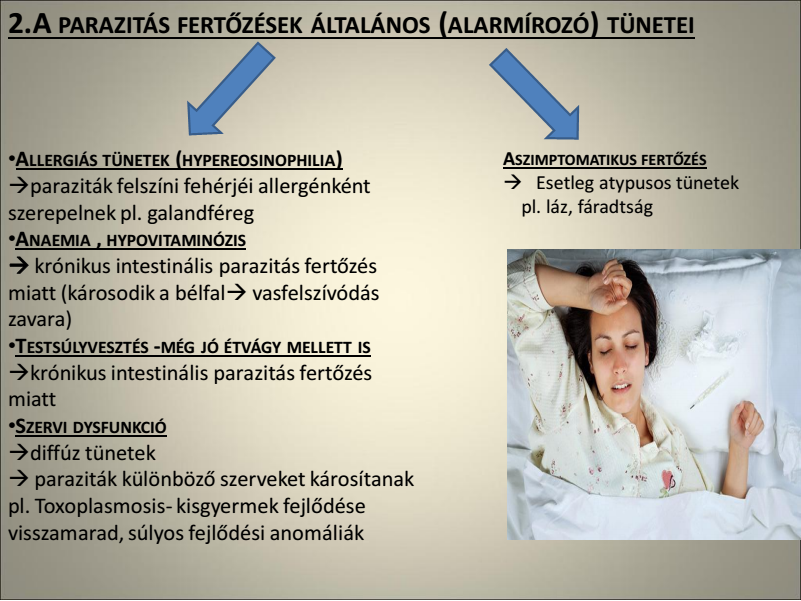 2.A PARAZITÁS FERTŐZÉSEK ÁLTALÁNOS (ALARMÍROZÓ) TÜNETEI
•ALLERGIÁS TÜNETEK (HYPEREOSINOPHILIA)
→paraziták felszíni fehérjéi allergénként
szerepelnek pl. galandféreg
•ANAEMIA , HYPOVITAMINÓZIS
→ krónikus intestinális parazitás fertőzés
miatt (károsodik a bélfal→ vasfelszívódás
zavara)
•TESTSÚLYVESZTÉS -MÉG JÓ ÉTVÁGY MELLETT IS
→krónikus intestinális parazitás fertőzés
miatt
•SZERVI DYSFUNKCIÓ
→diffúz tünetek
→ paraziták különböző szerveket károsítanak
pl. Toxoplasmosis- kisgyermek fejlődése
visszamarad, súlyos fejlődési anomáliák
ASZIMPTOMATIKUS FERTŐZÉS
→ Esetleg atypusos tünetek
pl. láz, fáradtság